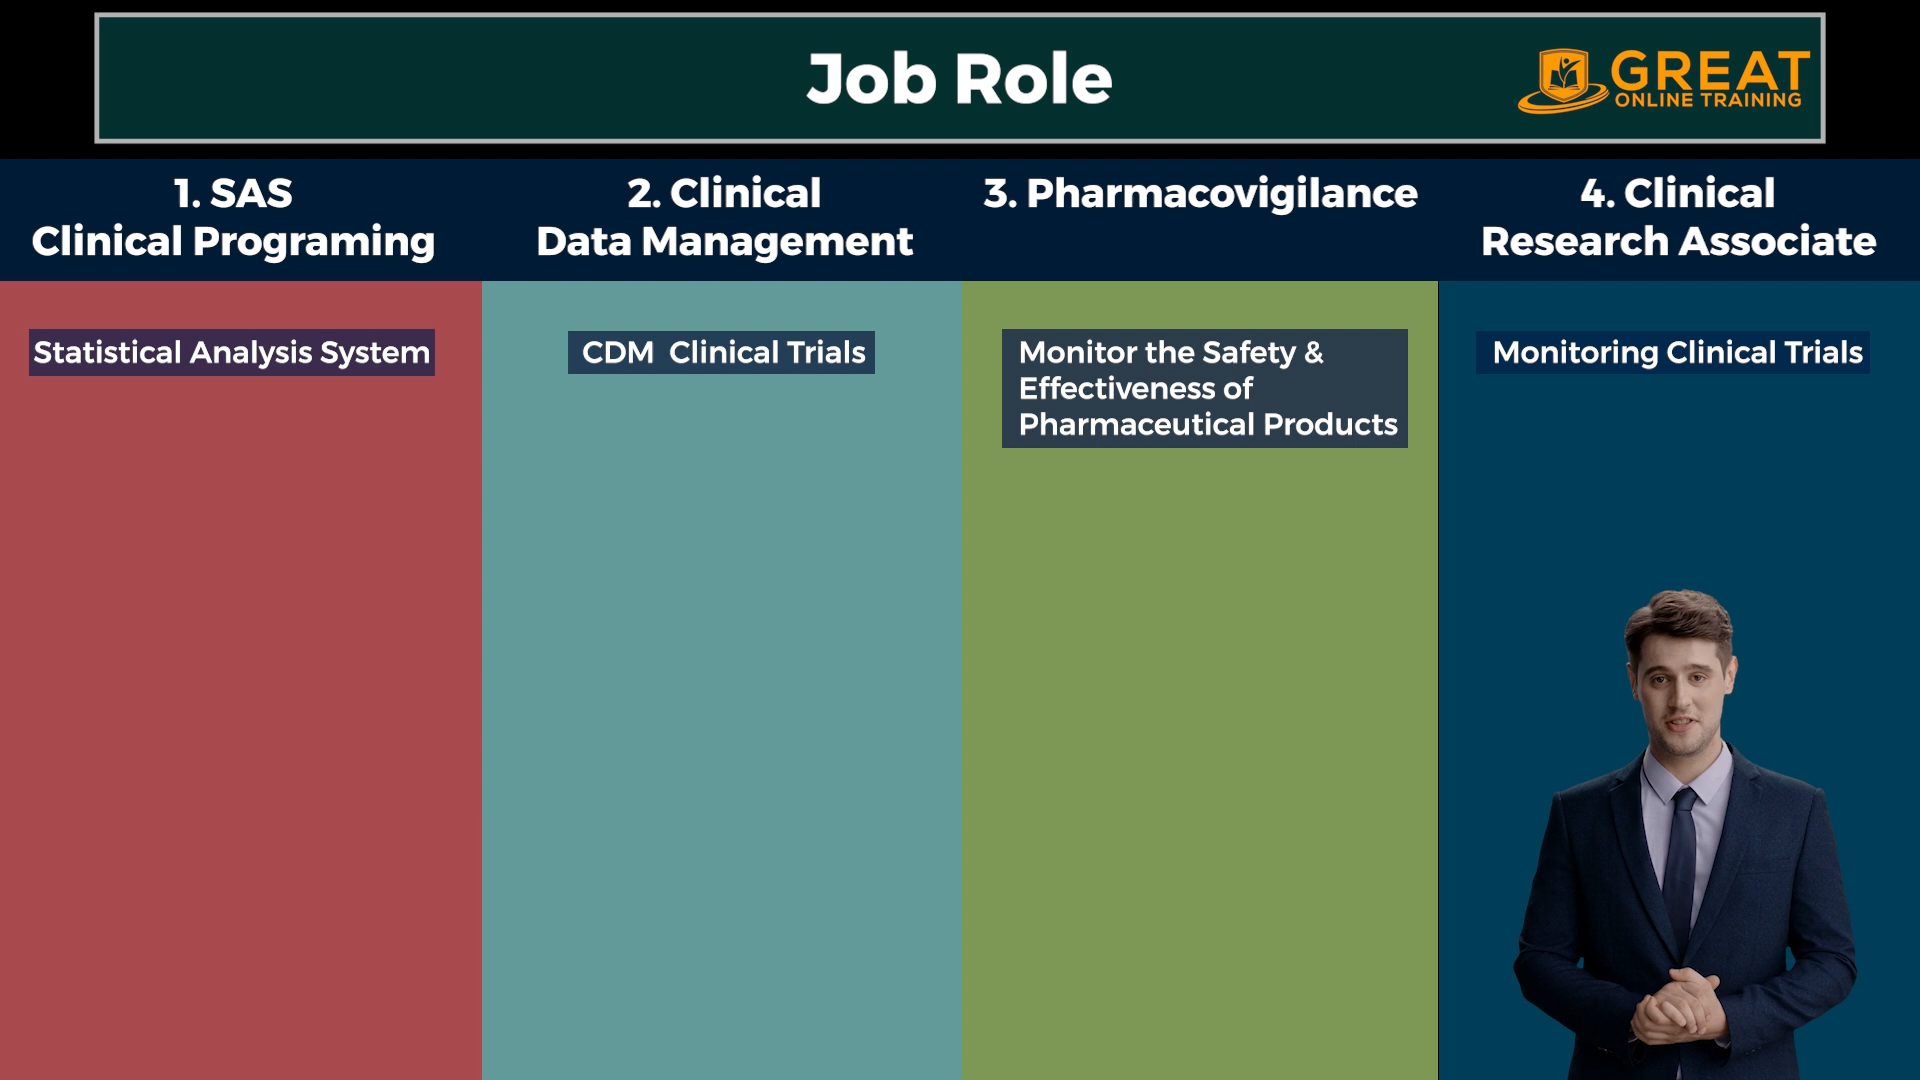 Job Role
GREAT
ONLINE TRAINING
1. SAS
Clinical Programing
2. Clinical
Data Management
3. Pharmacovigilance
4. Clinical
Research Associate
Statistical Analysis System
CDM Clinical Trials
Monitor the Safety &
Effectiveness of
Pharmaceutical Products
Monitoring Clinical Trials